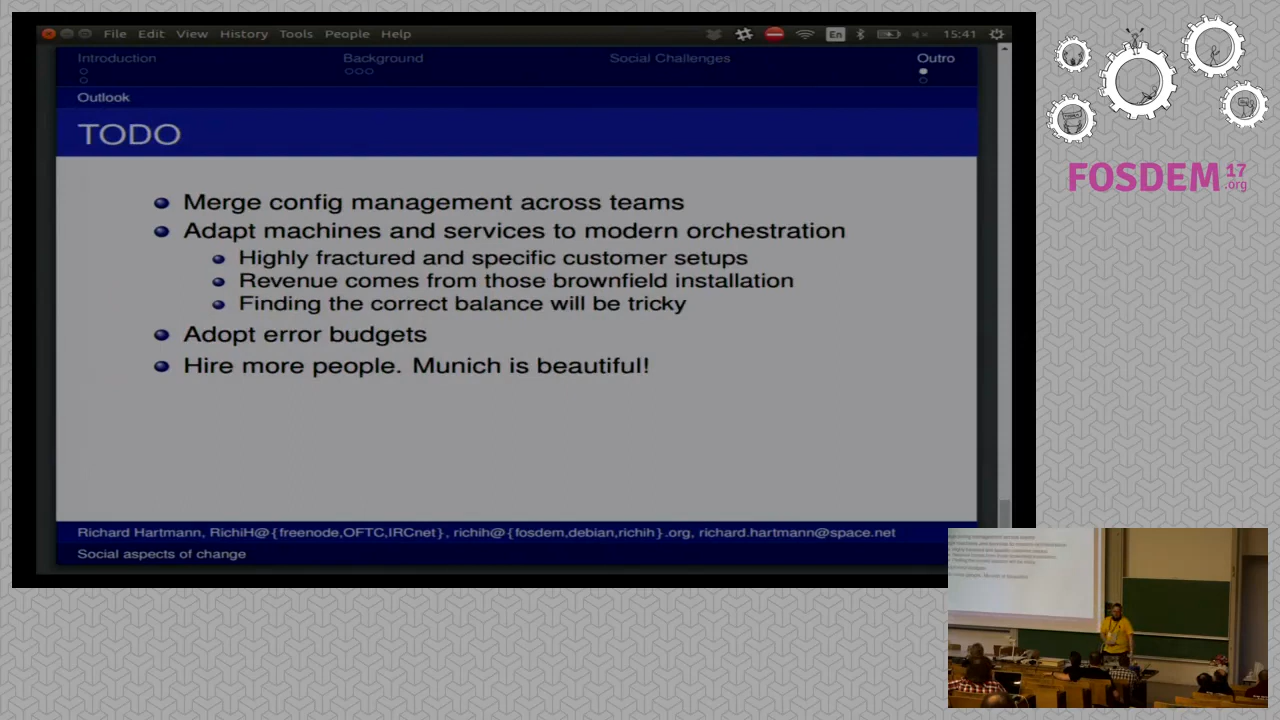 File Edit View History Tools People Help
En 15:41
Introduction Background Social Challenges Outro
Outlook
TODO
Merge config management across teams
Adapt machines and services to modern orchestration
Highly fractured and specific customer setups
Revenue comes from those brownfield installation
Finding the correct balance will be tricky
Adopt error budgets
Hire more people. Munich is beautiful!
Richard Hartmann, RichiH@{freenode,OFTC,IRCnet}, richih@{fosdem,debian,richih}.org, richard.hartmann@space.net
Social aspects of change
FOSDEM 17
.org